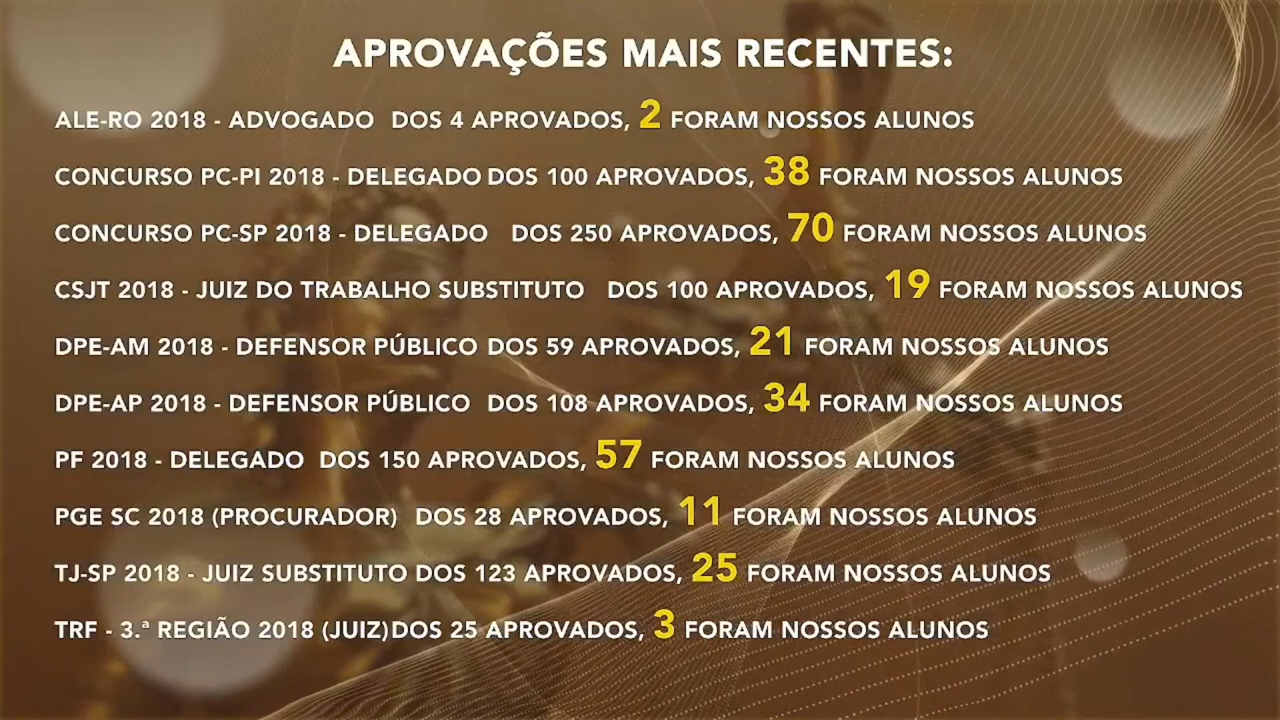 APROVAÇÕES MAIS RECENTES:
ALE-RO 2018 - ADVOGADO DOS 4 APROVADOS, 2 FORAM NOSSOS ALUNOS
CONCURSO PC-PI 2018 - DELEGADO DOS 100 APROVADOS, 38 FORAM NOSSOS ALUNOS
CONCURSO PC-SP 2018 - DELEGADO DOS 250 APROVADOS, 70 FORAM NOSSOS ALUNOS
CSJT 2018 - JUIZ DO TRABALHO SUBSTITUTO DOS 100 APROVADOS, 19 FORAM NOSSOS ALUNOS
DPE-AM 2018 - DEFENSOR PÚBLICO DOS 59 APROVADOS, 21 FORAM NOSSOS ALUNOS
DPE-AP 2018 - DEFENSOR PÚBLICO DOS 108 APROVADOS, 34 FORAM NOSSOS ALUNOS
PF 2018 - DELEGADO DOS 150 APROVADOS, 57 FORAM NOSSOS ALUNOS
PGE SC 2018 (PROCURADOR) DOS 28 APROVADOS, 11 FORAM NOSSOS ALUNOS
TJ-SP 2018 - JUIZ SUBSTITUTO DOS 123 APROVADOS, 25 FORAM NOSSOS ALUNOS
TRF - 3.ª REGIÃO 2018 (JUIZ) DOS 25 APROVADOS, 3 FORAM NOSSOS ALUNOS